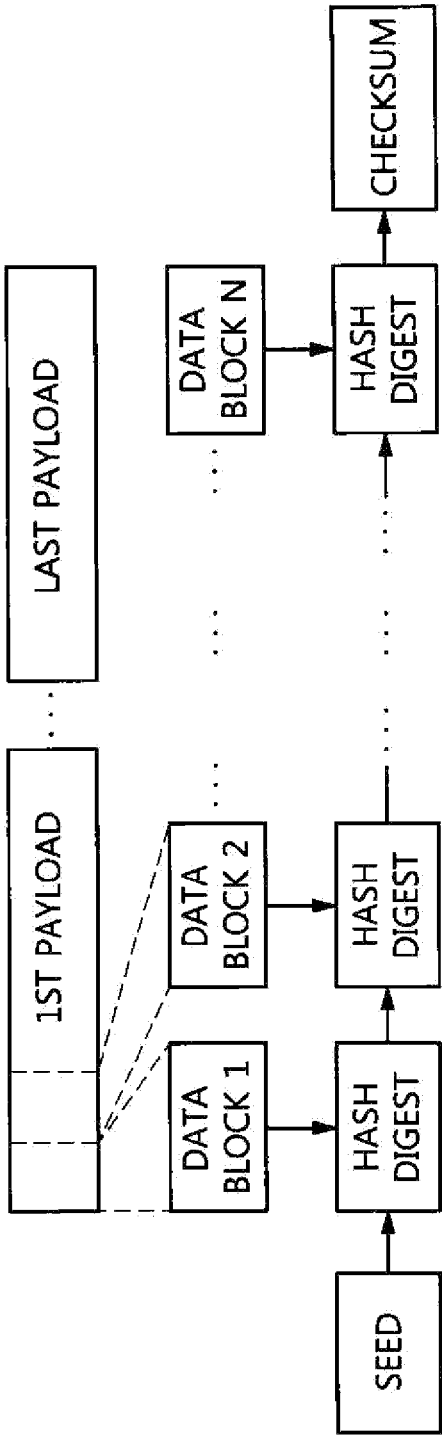 1ST PAYLOAD
. . .
LAST PAYLOAD
DATA
BLOCK 1
DATA
BLOCK 2
. . .
. . .
. . .
DATA
BLOCK N
SEED
HASH
DIGEST
HASH
DIGEST
. . .
. . .
. . .
HASH
DIGEST
CHECKSUM